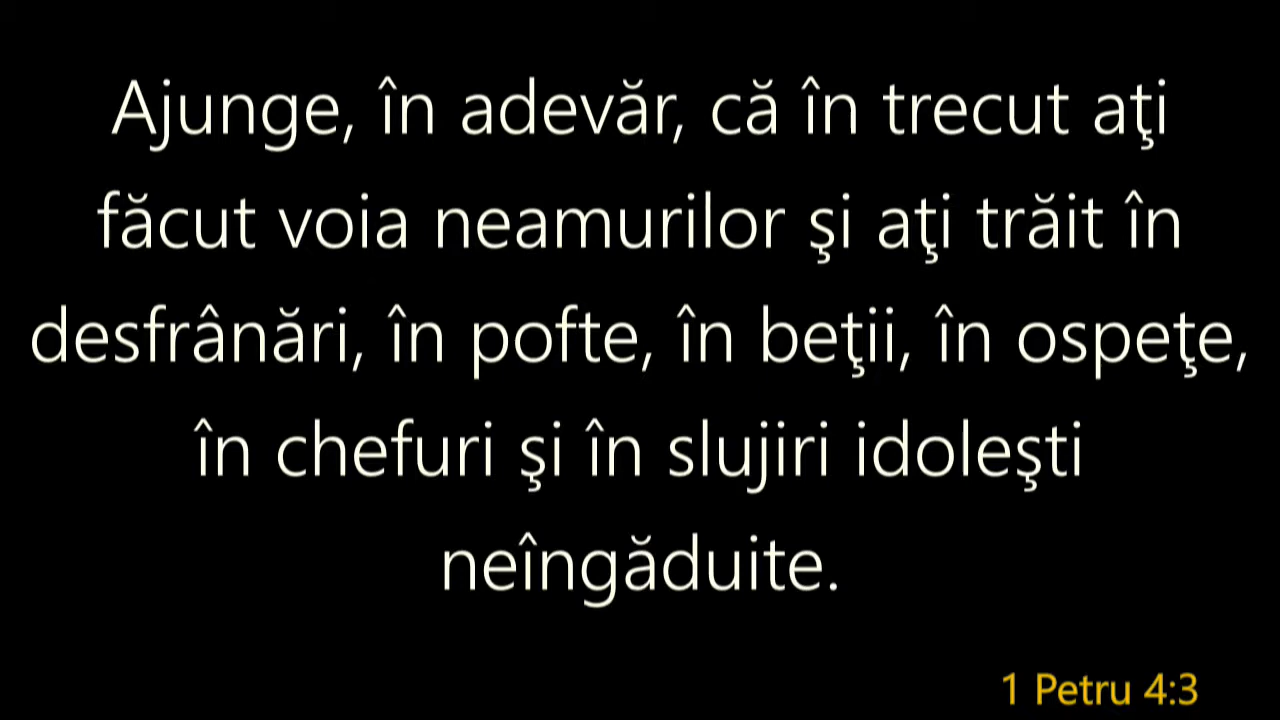 Ajunge, în adevăr, că în trecut aţi
făcut voia neamurilor şi aţi trăit în
desfrânări, în pofte, în beţii, în ospeţe,
în chefuri şi în slujiri idoleşti
neîngăduite.
1 Petru 4:3